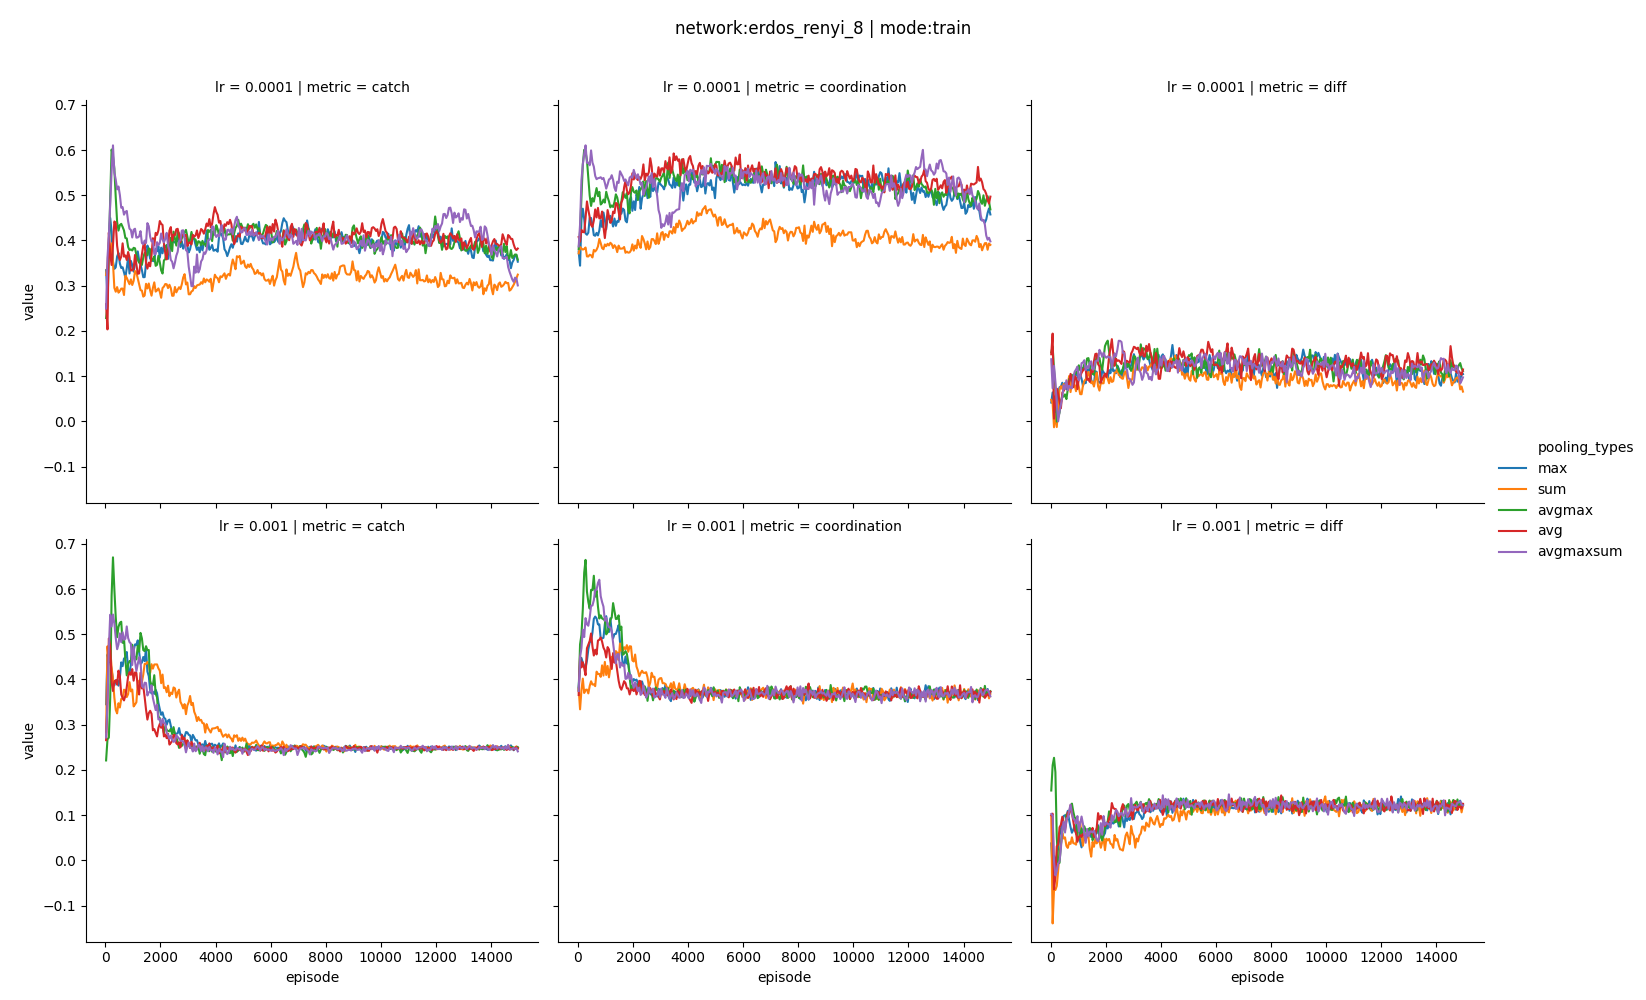 network:erdos_renyi_8 | mode:train
lr = 0.0001 | metric = catch
lr = 0.0001 | metric = coordination
lr = 0.0001 | metric = diff
0.7
0.6
0.5
0.4
0.3
0.2
0.1
0.0
−0.1
value
pooling_types
max
sum
avgmax
avg
avgmaxsum
lr = 0.001 | metric = catch
lr = 0.001 | metric = coordination
lr = 0.001 | metric = diff
0.7
0.6
0.5
0.4
0.3
0.2
0.1
0.0
−0.1
value
0 2000 4000 6000 8000 10000 12000 14000
episode
0 2000 4000 6000 8000 10000 12000 14000
episode
0 2000 4000 6000 8000 10000 12000 14000
episode